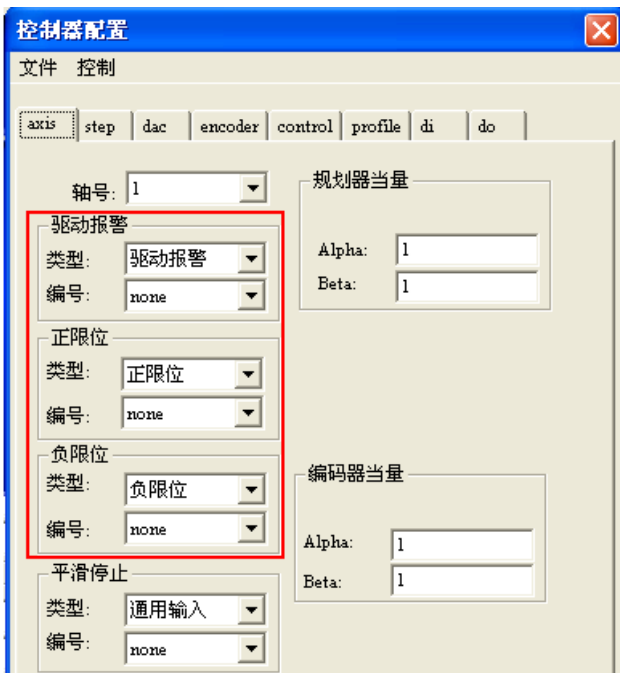 控制器配置
文件 控制
axis step dac encoder control profile di do
轴号: 1
驱动报警
类型: 驱动报警
编号: none
正限位
类型: 正限位
编号: none
负限位
类型: 负限位
编号: none
平滑停止
类型: 通用输入
编号: none
规划器当量
Alpha: 1
Beta: 1
编码器当量
Alpha: 1
Beta: 1